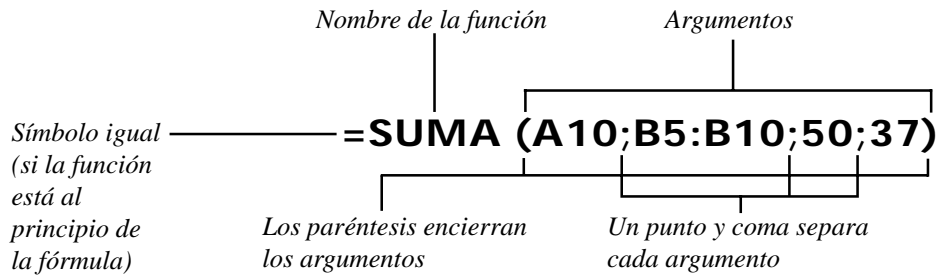 Nombre de la función
Argumentos
=SUMA (A10;B5:B10;50;37)
Símbolo igual
(si la función
está al
principio de
la fórmula)
Los paréntesis encierran
los argumentos
Un punto y coma separa
cada argumento